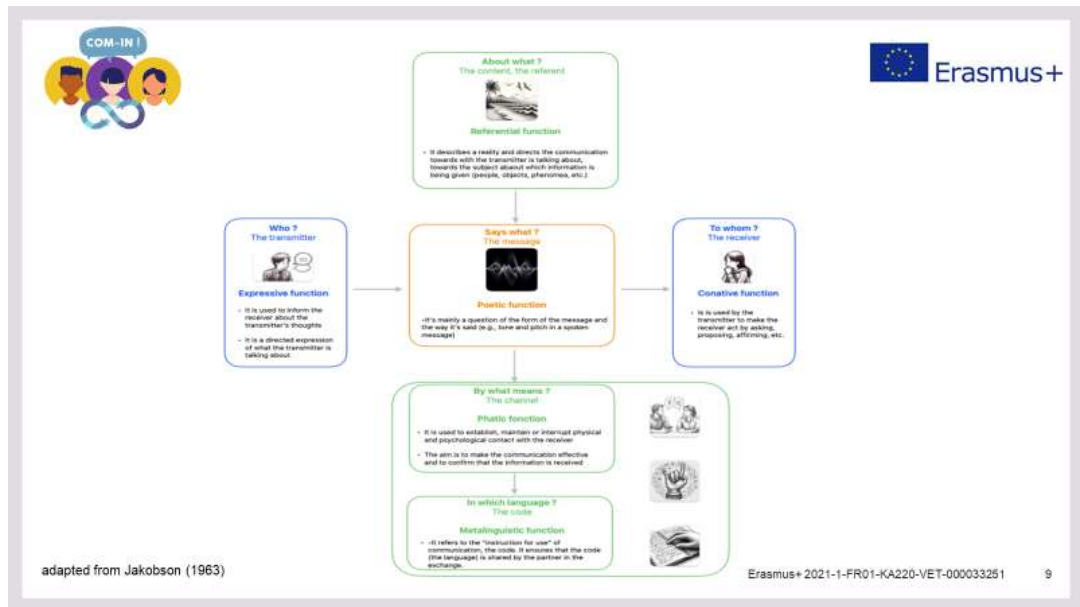 COM-IN !
Erasmus+
About what ?
The content, the referent
Referential function
- It describes a reality and directs the communication
towards with the transmitter is talking about,
towards the subject abaout which information is
being given (people, objects, phenomea, etc.)
Who ?
The transmitter
Expressive function
- It is used to inform the
receiver about the
transmitter's thoughts
- It is a directed expression
of what the transmitter is
talking about
Says what ?
The message
Poetic function
-It's mainly a question of the form of the message and
the way it's said (e.g., tone and pitch in a spoken
message)
To whom ?
The receiver
Conative function
- Is is used by the
transmitter to make the
receiver act by asking,
proposing, affirming, etc.
By what means ?
The channel
Phatic fonction
- It is used to establish, maintain or interrupt physical
and psychological contact with the receiver
- The aim is to make the communication effective
and to confirm that the information is received
In which language ?
The code
Metalinguistic function
- -It refers to the "instruction for use" of
communication, the code. It ensures that the code
(the language) is shared by the partner in the
exchange.
adapted from Jakobson (1963)
Erasmus+ 2021-1-FR01-KA220-VET-000033251
9